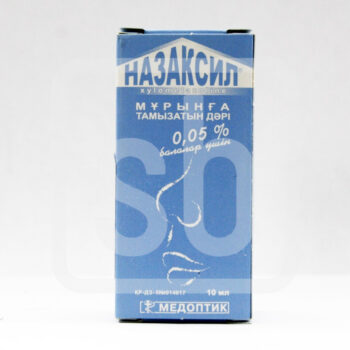 НАЗАКСИЛ®
xylometazoline
МҰРЫНҒА
ТАМЫЗАТЫН ДӘРІ
0,05 %
балалар үшін
10 мл
МЕДОПТИК